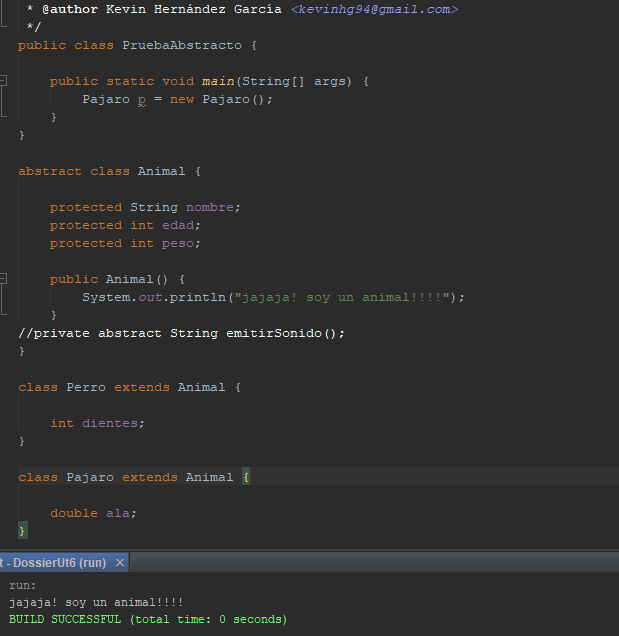 * @author Kevin Hernández García <kevinhg94@gmail.com>
*/
public class PruebaAbstracto {
public static void main(String[] args) {
Pajaro p = new Pajaro();
}
}
abstract class Animal {
protected String nombre;
protected int edad;
protected int peso;
public Animal() {
System.out.println("jajaja! soy un animal!!!!");
}
//private abstract String emitirSonido();
}
class Perro extends Animal {
int dientes;
}
class Pajaro extends Animal {
double ala;
}
t - DossierUt6 (run) ×
run:
jajaja! soy un animal!!!!
BUILD SUCCESSFUL (total time: 0 seconds)